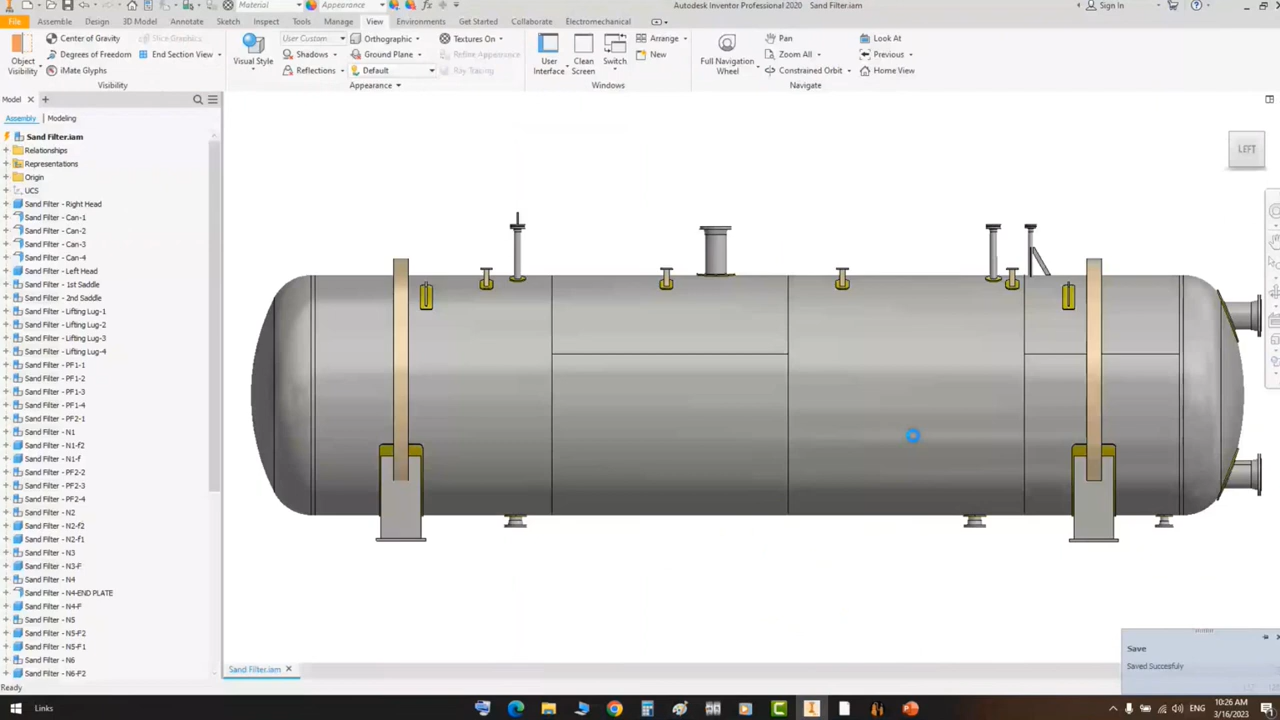 Material
Appearance
Autodesk Inventor Professional 2020 Sand Filter.iam
Sign In
File
Assemble
Design
3D Model
Annotate
Sketch
Inspect
Tools
Manage
View
Environments
Get Started
Collaborate
Electromechanical
Object Visibility
Center of Gravity
Degrees of Freedom
iMate Glyphs
Slice Graphics
End Section View
Visibility
Visual Style
User Custom
Shadows
Reflections
Orthographic
Ground Plane
Default
Textures On
Refine Appearance
Ray Tracing
Appearance
User Interface
Clean Screen
Switch
Arrange
New
Windows
Full Navigation Wheel
Pan
Zoom All
Constrained Orbit
Look At
Previous
Home View
Navigate
Model
Assembly
Modeling
LEFT
Sand Filter.iam
Relationships
Representations
Origin
UCS
Sand Filter - Right Head
Sand Filter - Can-1
Sand Filter - Can-2
Sand Filter - Can-3
Sand Filter - Can-4
Sand Filter - Left Head
Sand Filter - 1st Saddle
Sand Filter - 2nd Saddle
Sand Filter - Lifting Lug-1
Sand Filter - Lifting Lug-2
Sand Filter - Lifting Lug-3
Sand Filter - Lifting Lug-4
Sand Filter - PF1-1
Sand Filter - PF1-2
Sand Filter - PF1-3
Sand Filter - PF1-4
Sand Filter - PF2-1
Sand Filter - N1
Sand Filter - N1-f2
Sand Filter - N1-f
Sand Filter - PF2-2
Sand Filter - PF2-3
Sand Filter - PF2-4
Sand Filter - N2
Sand Filter - N2-f2
Sand Filter - N2-f1
Sand Filter - N3
Sand Filter - N3-F
Sand Filter - N4
Sand Filter - N4-END PLATE
Sand Filter - N4-F
Sand Filter - N5
Sand Filter - N5-F2
Sand Filter - N5-F1
Sand Filter - N6
Sand Filter - N6-F2
Save
Saved Succesfuly
Sand Filter.iam
Ready
Links
ENG
10:26 AM
3/16/2023